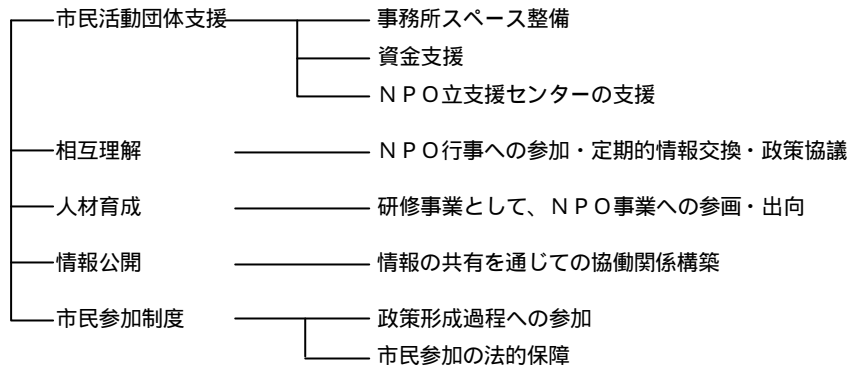 市民活動団体支援 事務所スペース整備
資金支援
ＮＰＯ立支援センターの支援
相互理解 ＮＰＯ行事への参加・定期的情報交換・政策協議
人材育成 研修事業として、ＮＰＯ事業への参画・出向
情報公開 情報の共有を通じての協働関係構築
市民参加制度 政策形成過程への参加
市民参加の法的保障